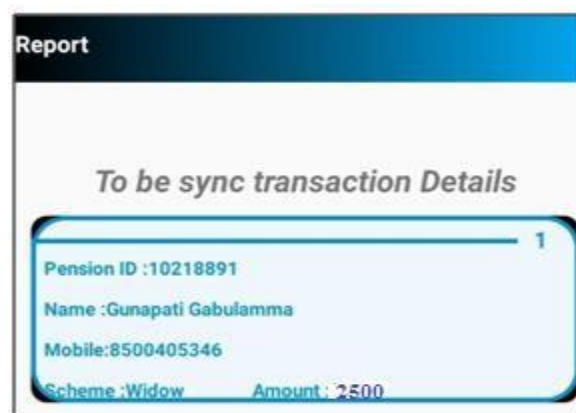 Report
To be sync transaction Details
1
Pension ID :10218891
Name :Gunapati Gabulamma
Mobile:8500405346
Scheme :Widow Amount : 2500